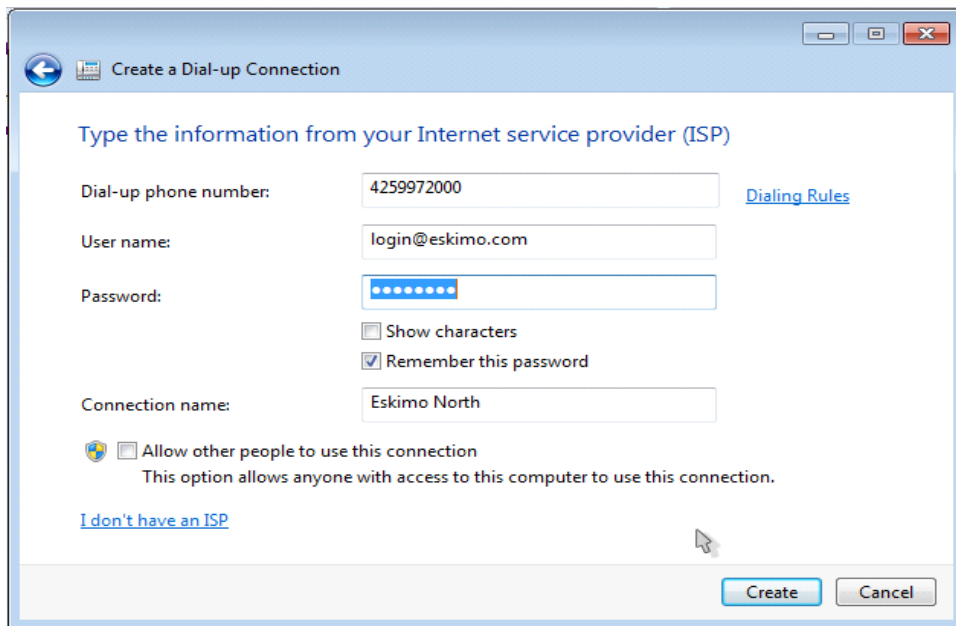 Create a Dial-up Connection
Type the information from your Internet service provider (ISP)
Dial-up phone number: 4259972000 Dialing Rules
User name: login@eskimo.com
Password: ●●●●●●●●
Show characters
Remember this password
Connection name: Eskimo North
Allow other people to use this connection
This option allows anyone with access to this computer to use this connection.
I don't have an ISP
Create Cancel